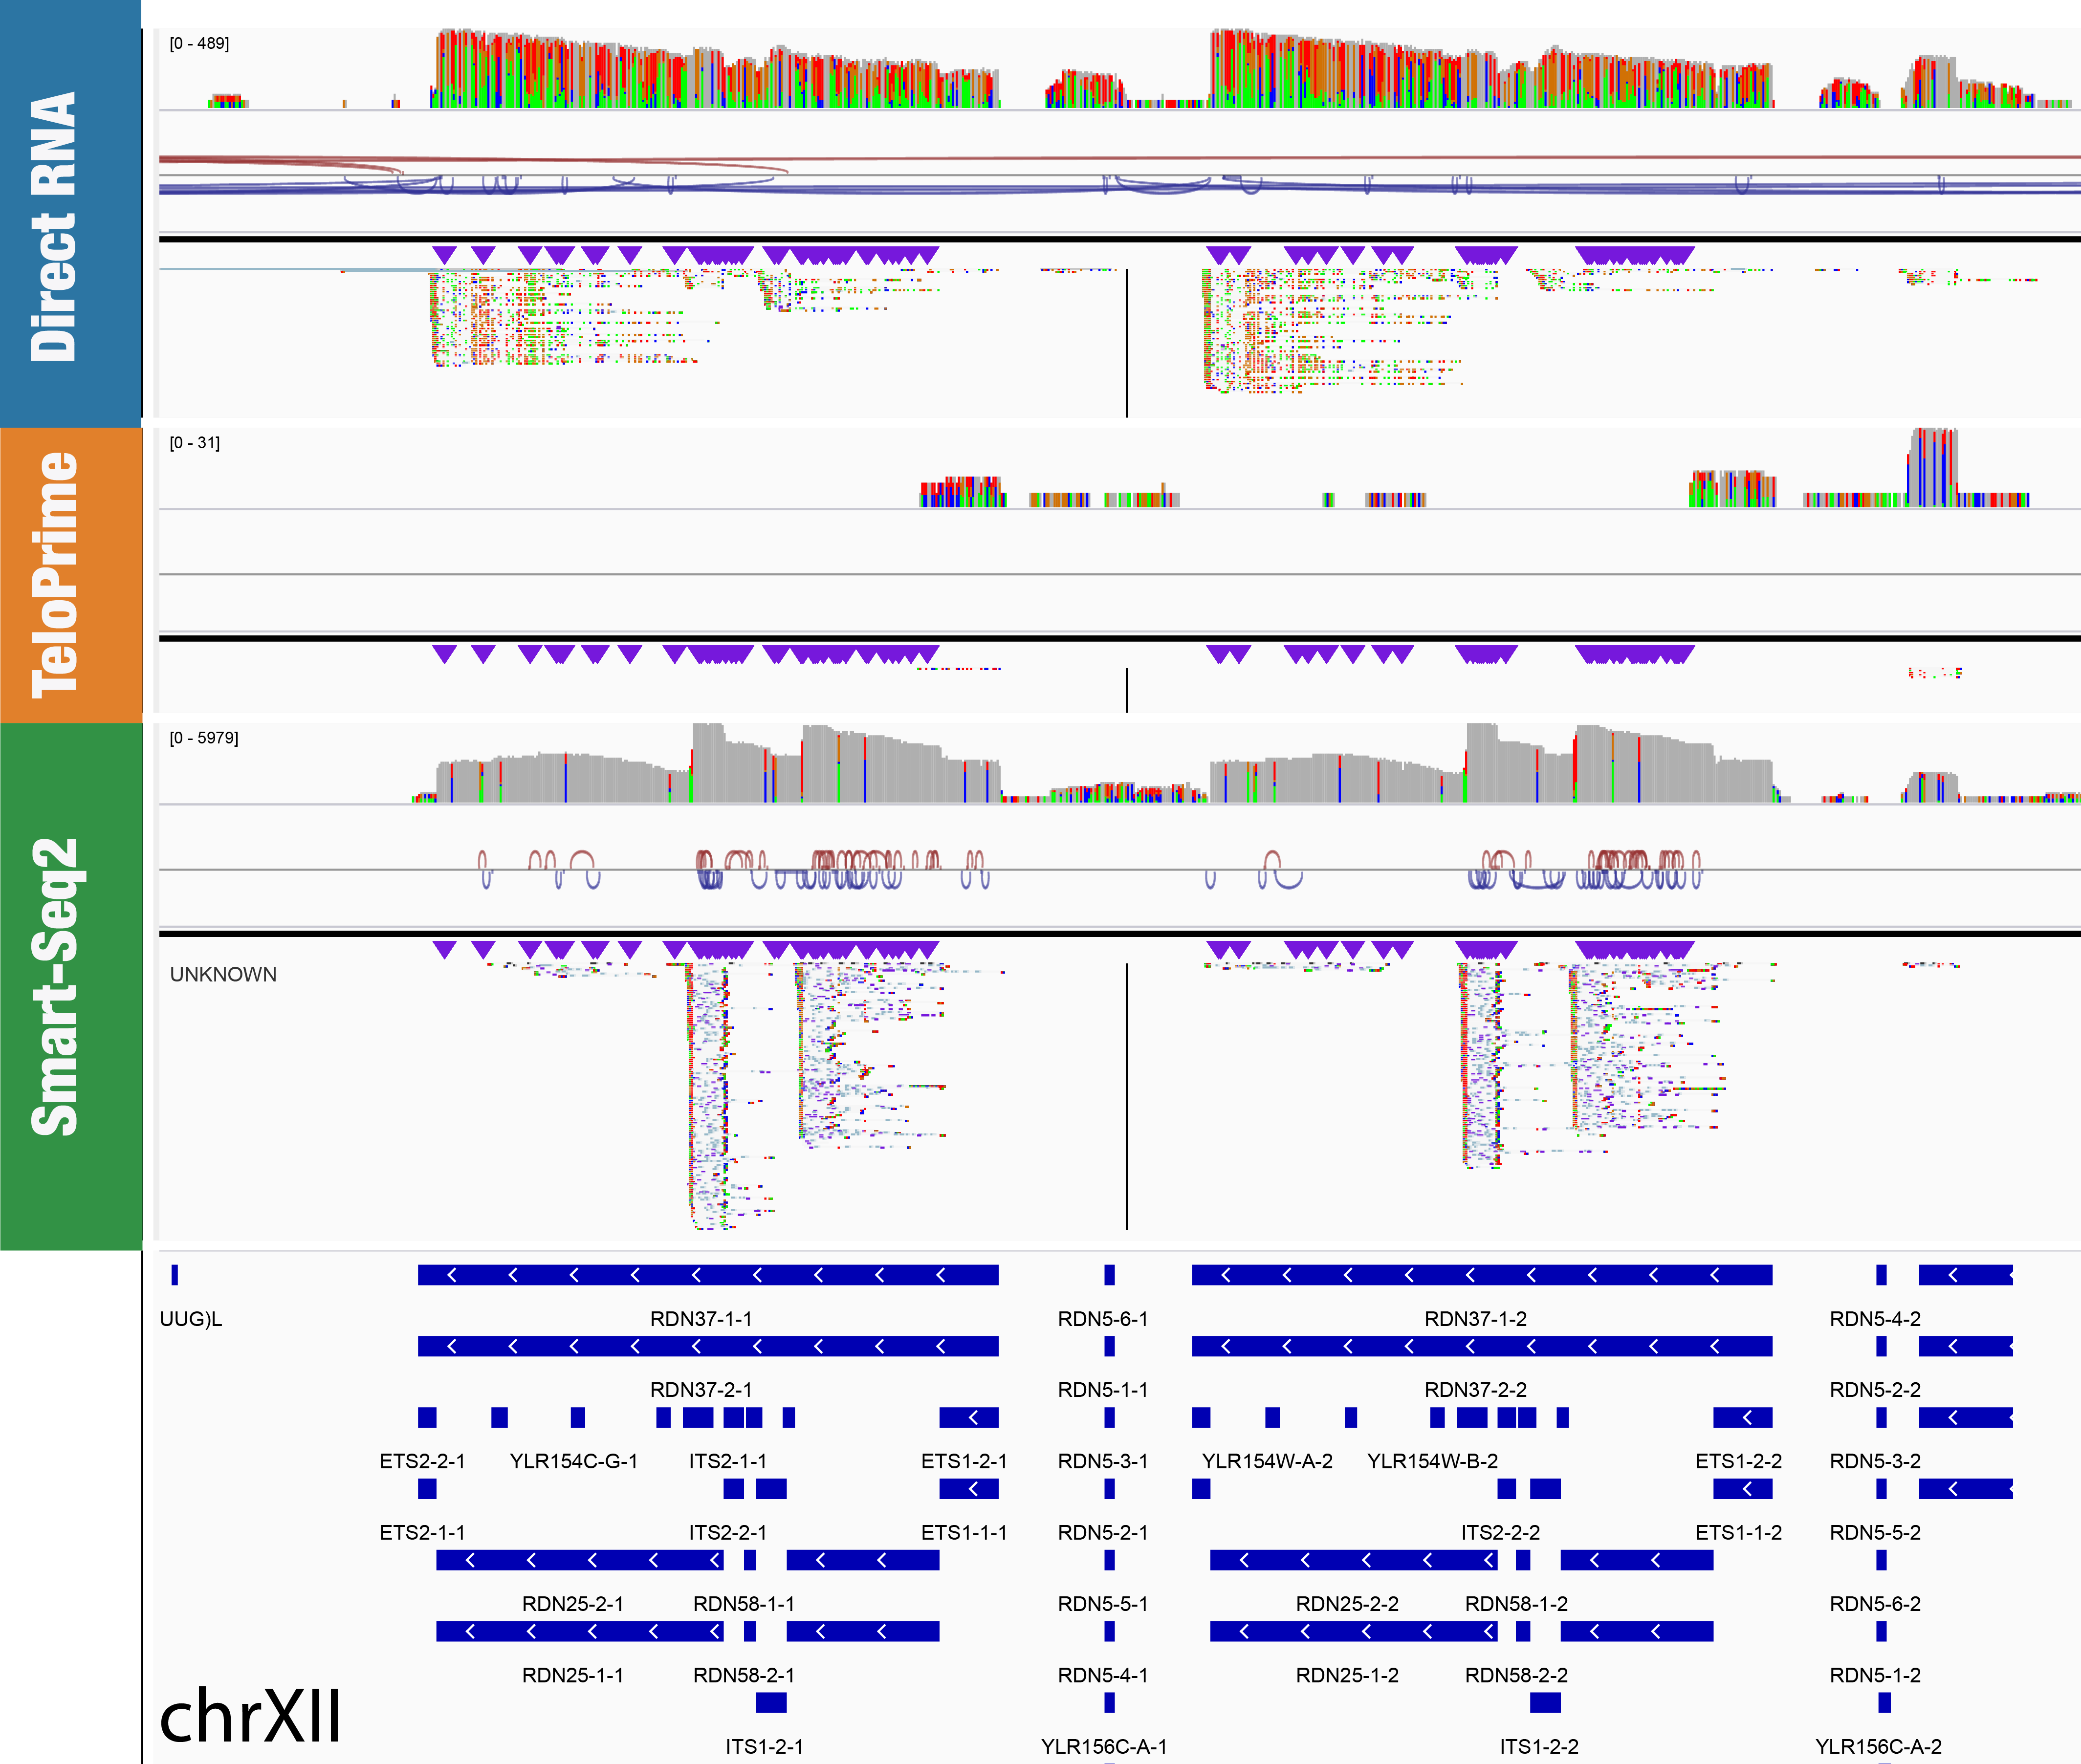 Direct RNA
[0 - 489]
TeloPrime
[0 - 31]
Smart-Seq2
[0 - 5979]
UNKNOWN
UUG)L RDN37-1-1 RDN5-6-1 RDN37-1-2 RDN5-4-2
RDN37-2-1 RDN5-1-1 RDN37-2-2 RDN5-2-2
ETS2-2-1 YLR154C-G-1 ITS2-1-1 ETS1-2-1 RDN5-3-1 YLR154W-A-2 YLR154W-B-2 ETS1-2-2 RDN5-3-2
ETS2-1-1 ITS2-2-1 ETS1-1-1 RDN5-2-1 ITS2-2-2 ETS1-1-2 RDN5-5-2
RDN25-2-1 RDN58-1-1 RDN5-5-1 RDN25-2-2 RDN58-1-2 RDN5-6-2
RDN25-1-1 RDN58-2-1 RDN5-4-1 RDN25-1-2 RDN58-2-2 RDN5-1-2
chrXII
ITS1-2-1 YLR156C-A-1 ITS1-2-2 YLR156C-A-2